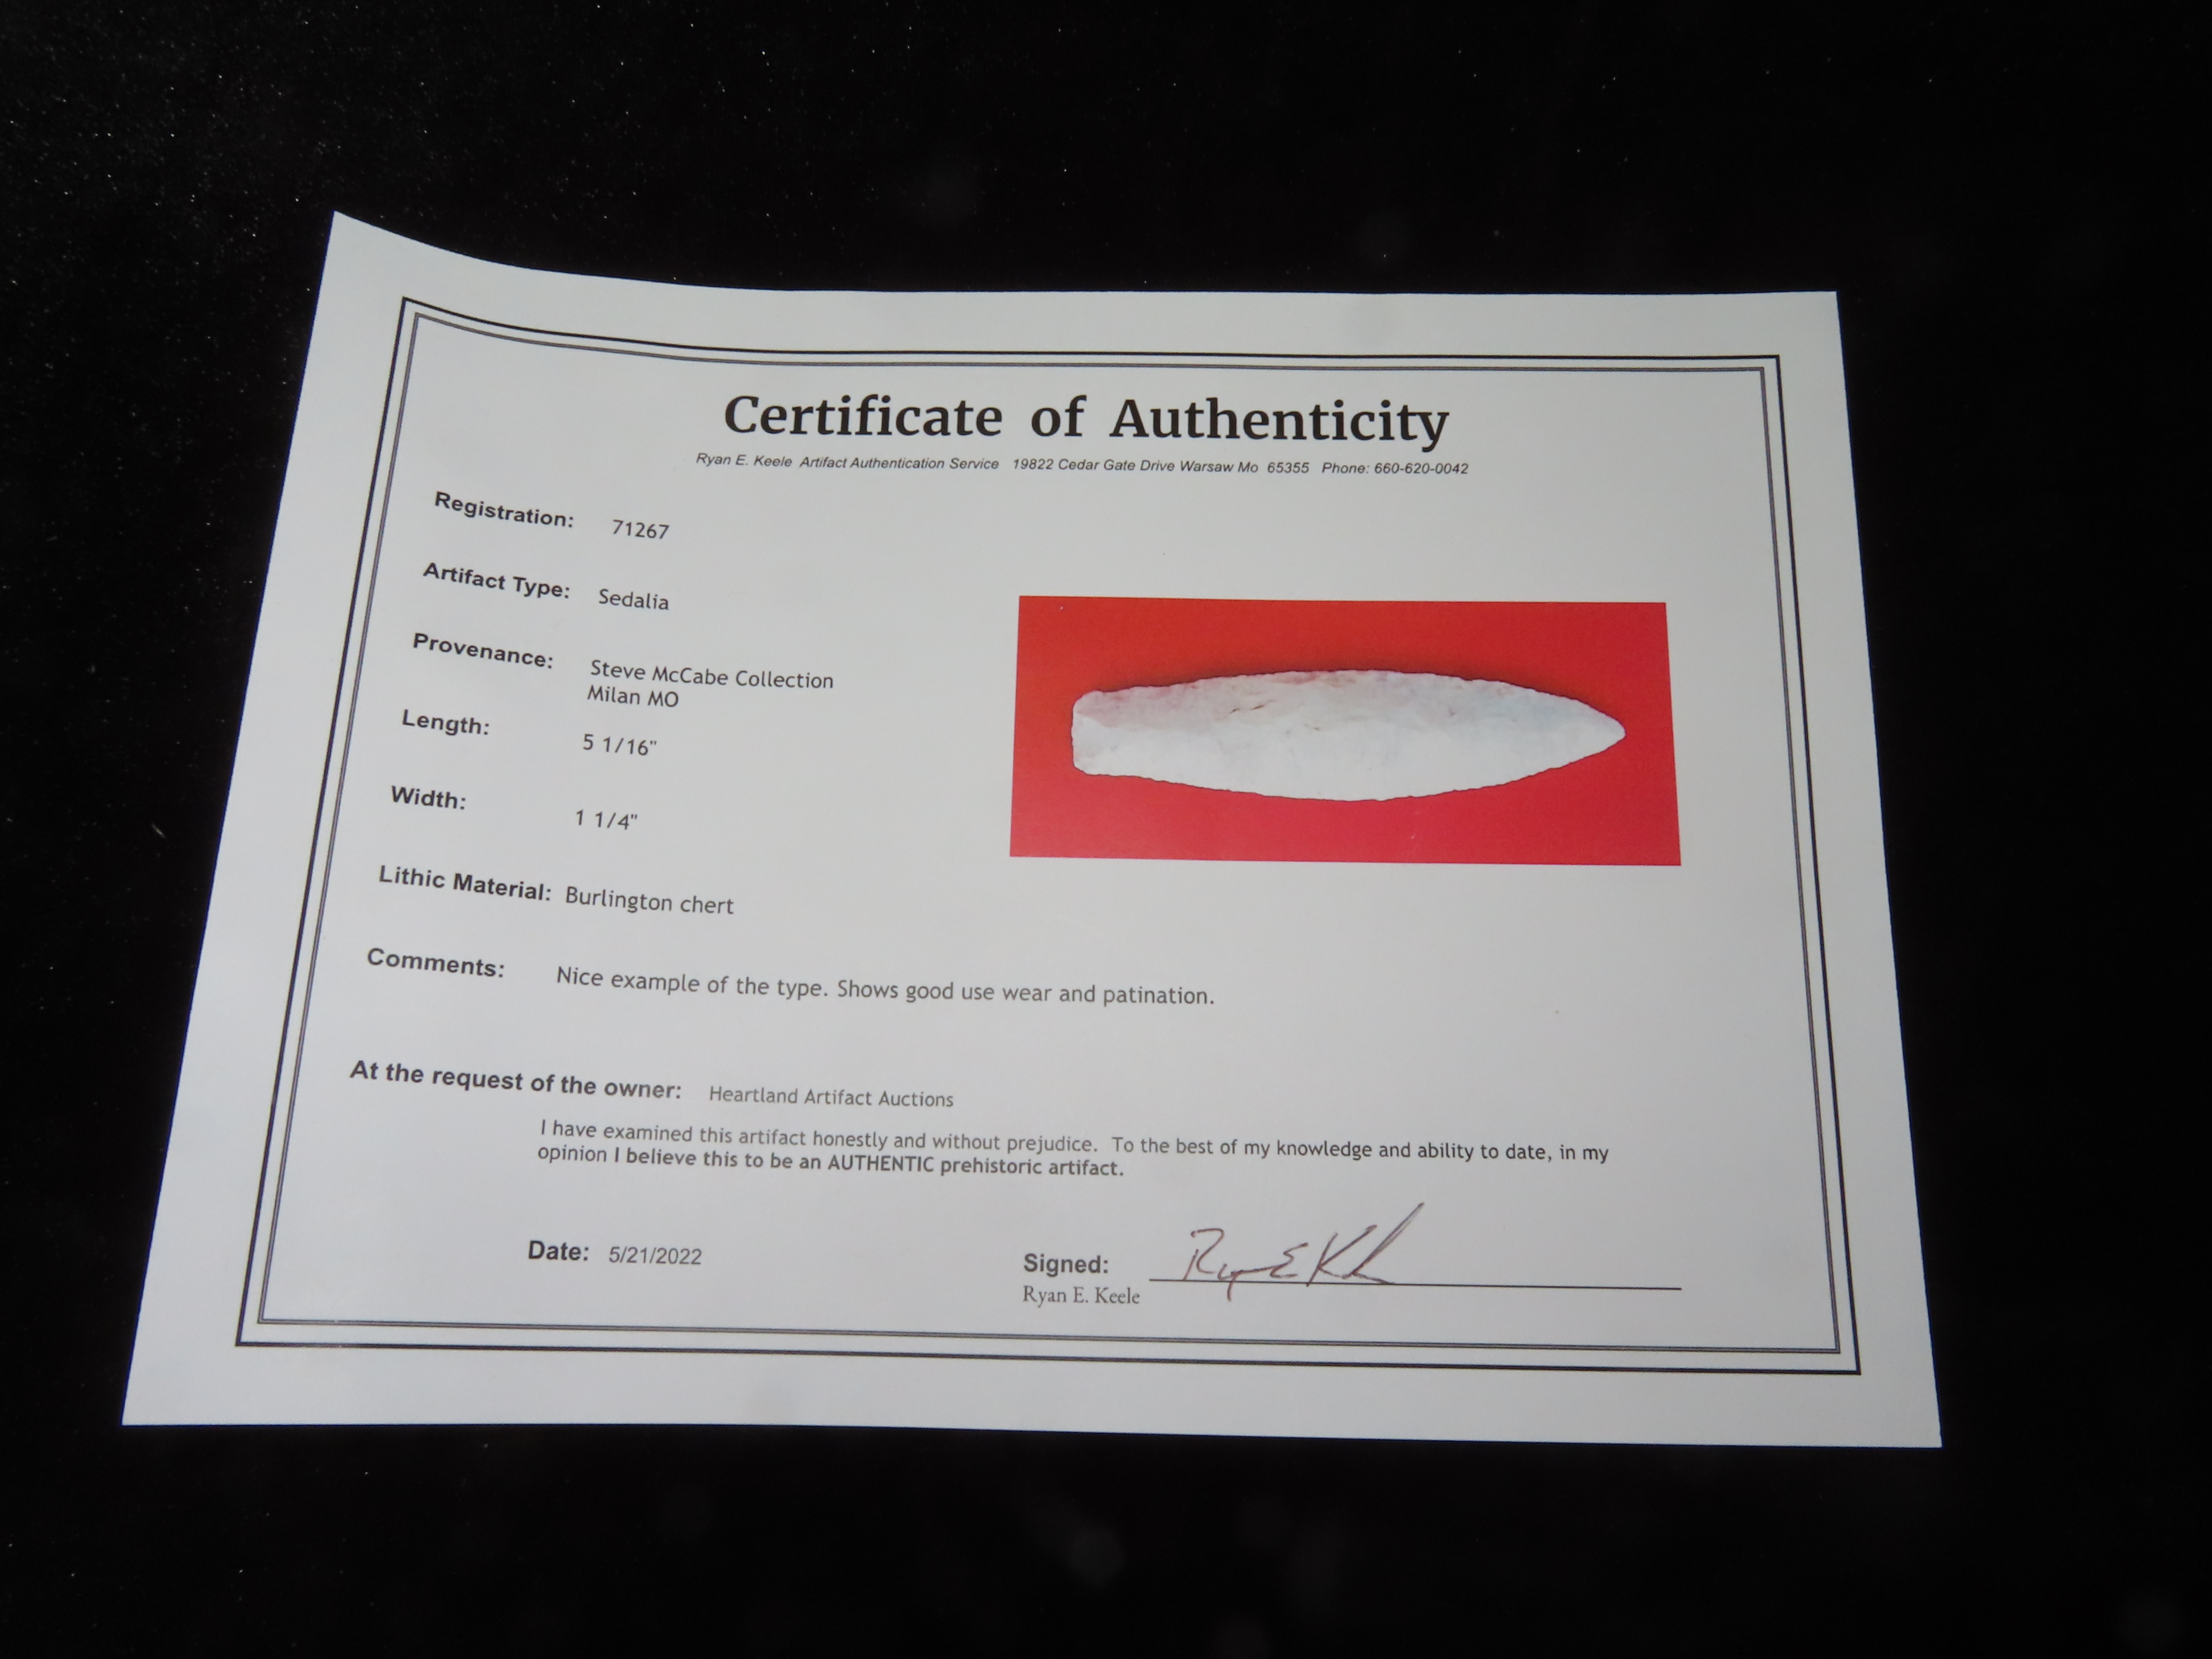 Certificate of Authenticity
Ryan E. Keele Artifact Authentication Service 19822 Cedar Gate Drive Warsaw Mo 65355 Phone: 660-620-0042
Registration: 71267
Artifact Type: Sedalia
Provenance: Steve McCabe Collection
Milan MO
Length: 5 1/16"
Width: 1 1/4"
Lithic Material: Burlington chert
Comments: Nice example of the type. Shows good use wear and patination.
At the request of the owner: Heartland Artifact Auctions
I have examined this artifact honestly and without prejudice. To the best of my knowledge and ability to date, in my
opinion I believe this to be an AUTHENTIC prehistoric artifact.
Date: 5/21/2022
Signed: Ryan E Keele
Ryan E. Keele